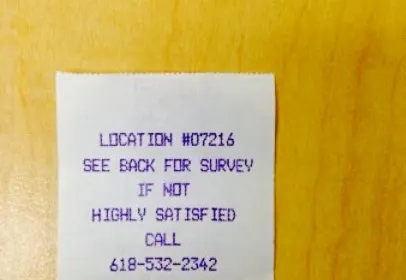 LOCATION #07216
SEE BACK FOR SURVEY
IF NOT
HIGHLY SATISFIED
CALL
618-532-2342